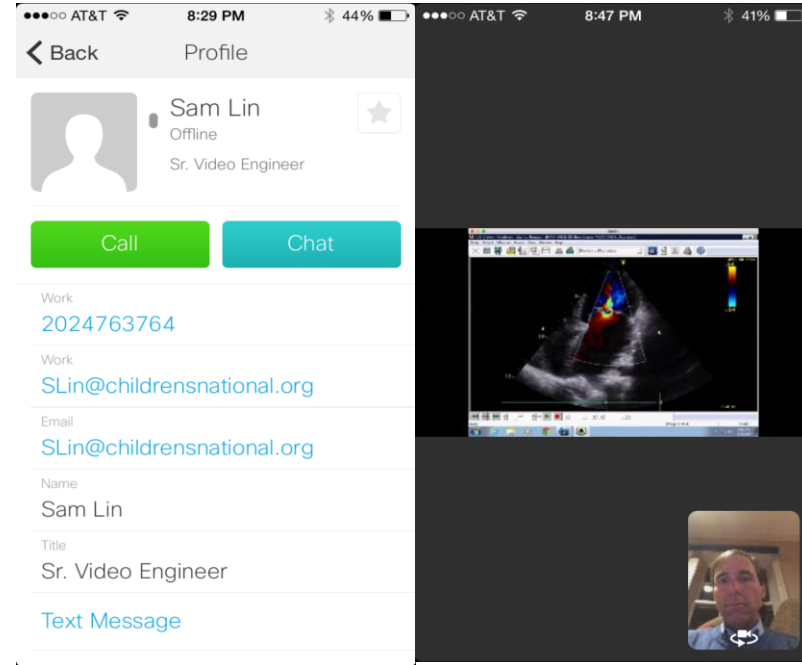 AT&T 8:29 PM 44%
Back Profile
Sam Lin
Offline
Sr. Video Engineer
Call Chat
Work
2024763764
Work
SLin@childrensnational.org
Email
SLin@childrensnational.org
Name
Sam Lin
Title
Sr. Video Engineer
Text Message
AT&T 8:47 PM 41%